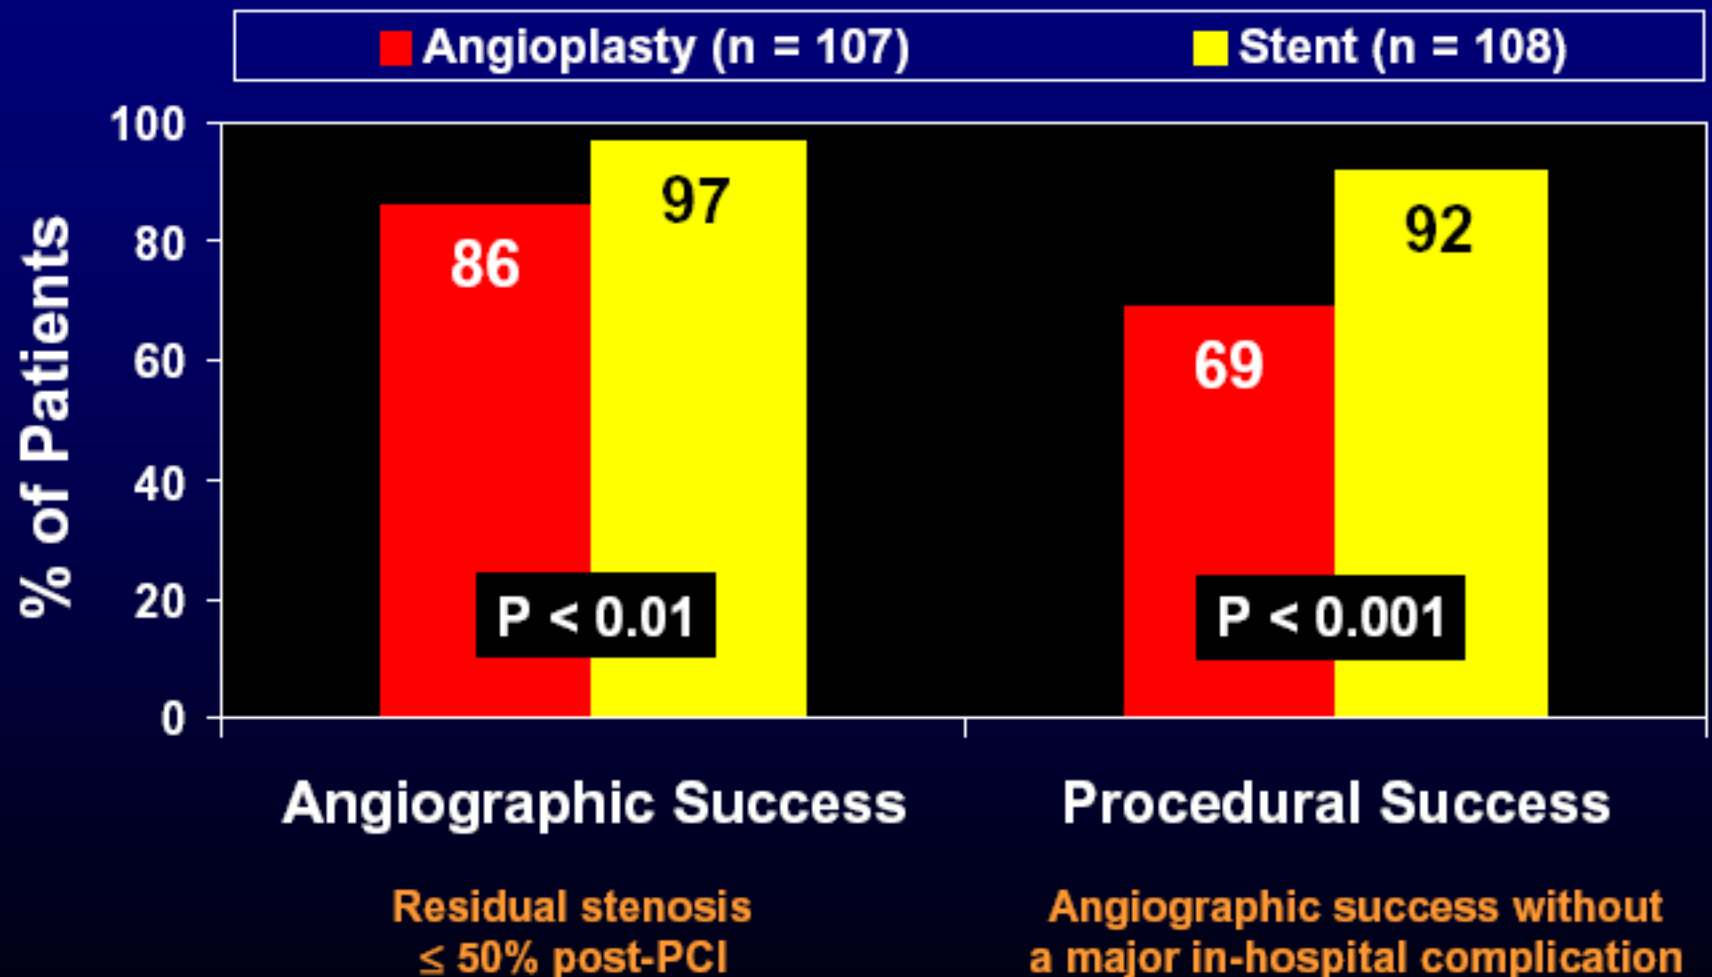 Angioplasty (n = 107)
Stent (n = 108)
% of Patients
100
80
60
40
20
0
86
97
P < 0.01
69
92
P < 0.001
Angiographic Success
Procedural Success
Residual stenosis
≤ 50% post-PCI
Angiographic success without
a major in-hospital complication